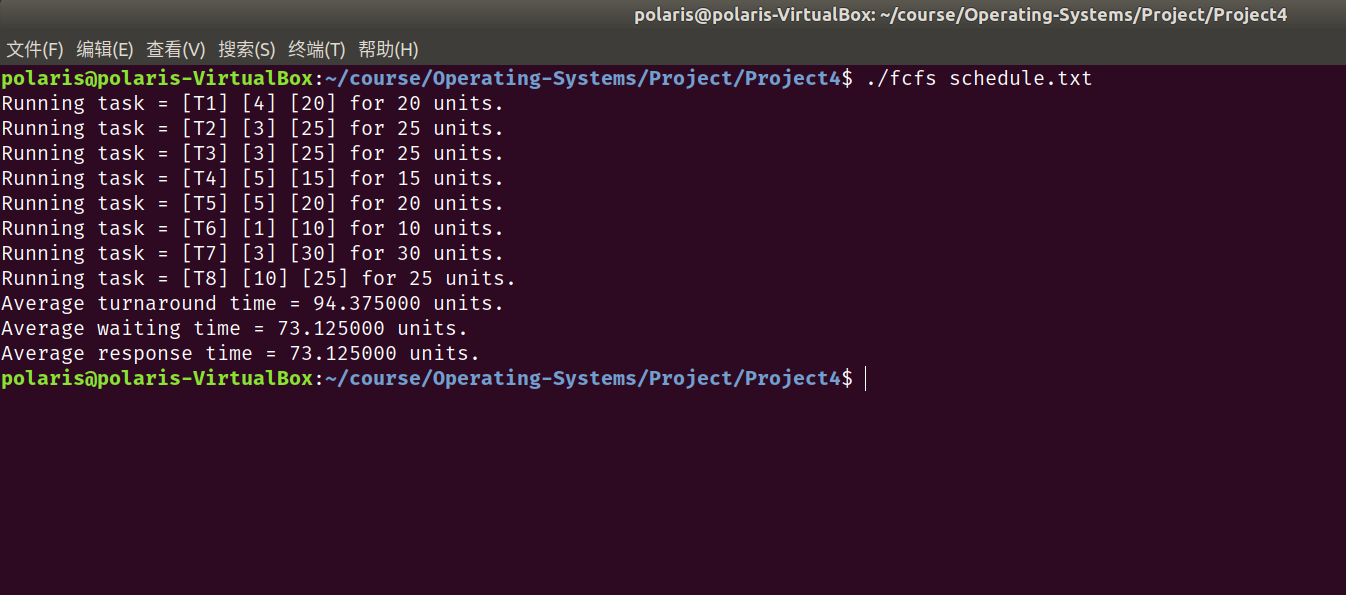 polaris@polaris-VirtualBox: ~/course/Operating-Systems/Project/Project4
文件(F) 编辑(E) 查看(V) 搜索(S) 终端(T) 帮助(H)
polaris@polaris-VirtualBox:~/course/Operating-Systems/Project/Project4$ ./fcfs schedule.txt
Running task = [T1] [4] [20] for 20 units.
Running task = [T2] [3] [25] for 25 units.
Running task = [T3] [3] [25] for 25 units.
Running task = [T4] [5] [15] for 15 units.
Running task = [T5] [5] [20] for 20 units.
Running task = [T6] [1] [10] for 10 units.
Running task = [T7] [3] [30] for 30 units.
Running task = [T8] [10] [25] for 25 units.
Average turnaround time = 94.375000 units.
Average waiting time = 73.125000 units.
Average response time = 73.125000 units.
polaris@polaris-VirtualBox:~/course/Operating-Systems/Project/Project4$